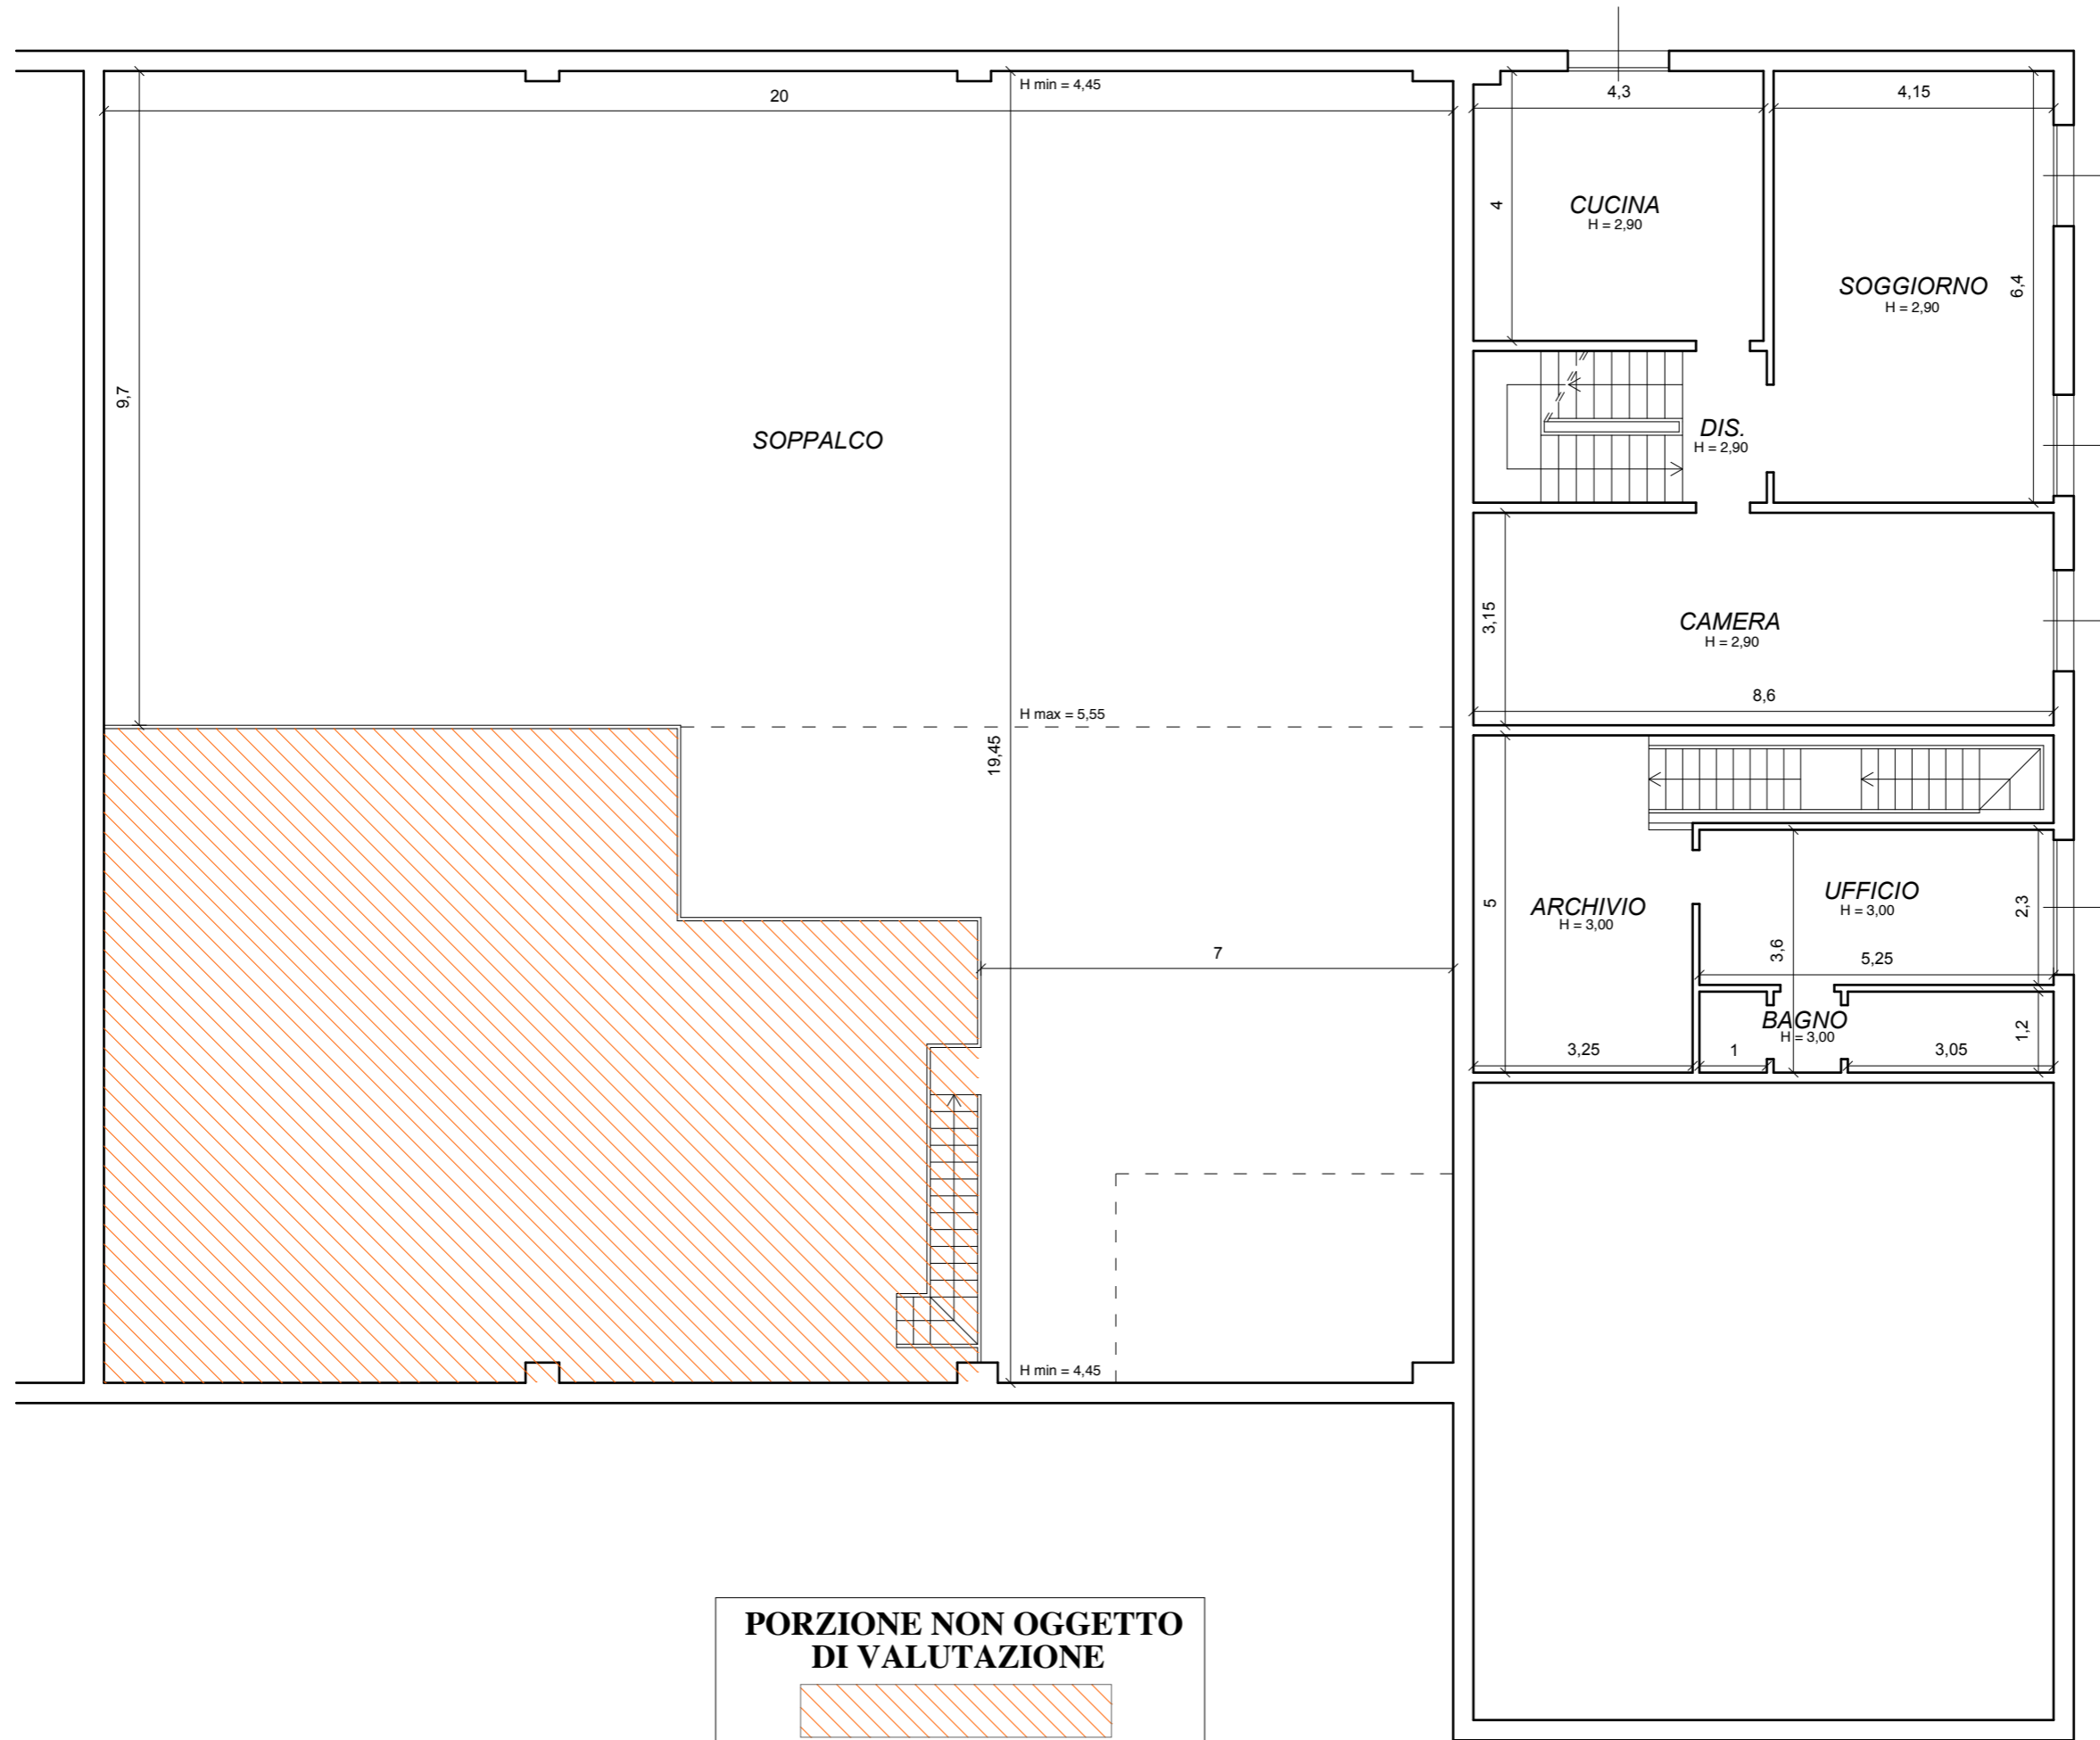 H min = 4,45
20
4,3
4,15
4
CUCINA
H = 2,90
SOGGIORNO
H = 2,90
6,4
9,7
SOPPALCO
DIS.
H = 2,90
3,15
CAMERA
H = 2,90
8,6
H max = 5,55
19,45
5
ARCHIVIO
H = 3,00
UFFICIO
H = 3,00
2,3
3,6
5,25
7
BAGNO
H = 3,00
1,2
3,25
1
3,05
H min = 4,45
PORZIONE NON OGGETTO
DI VALUTAZIONE